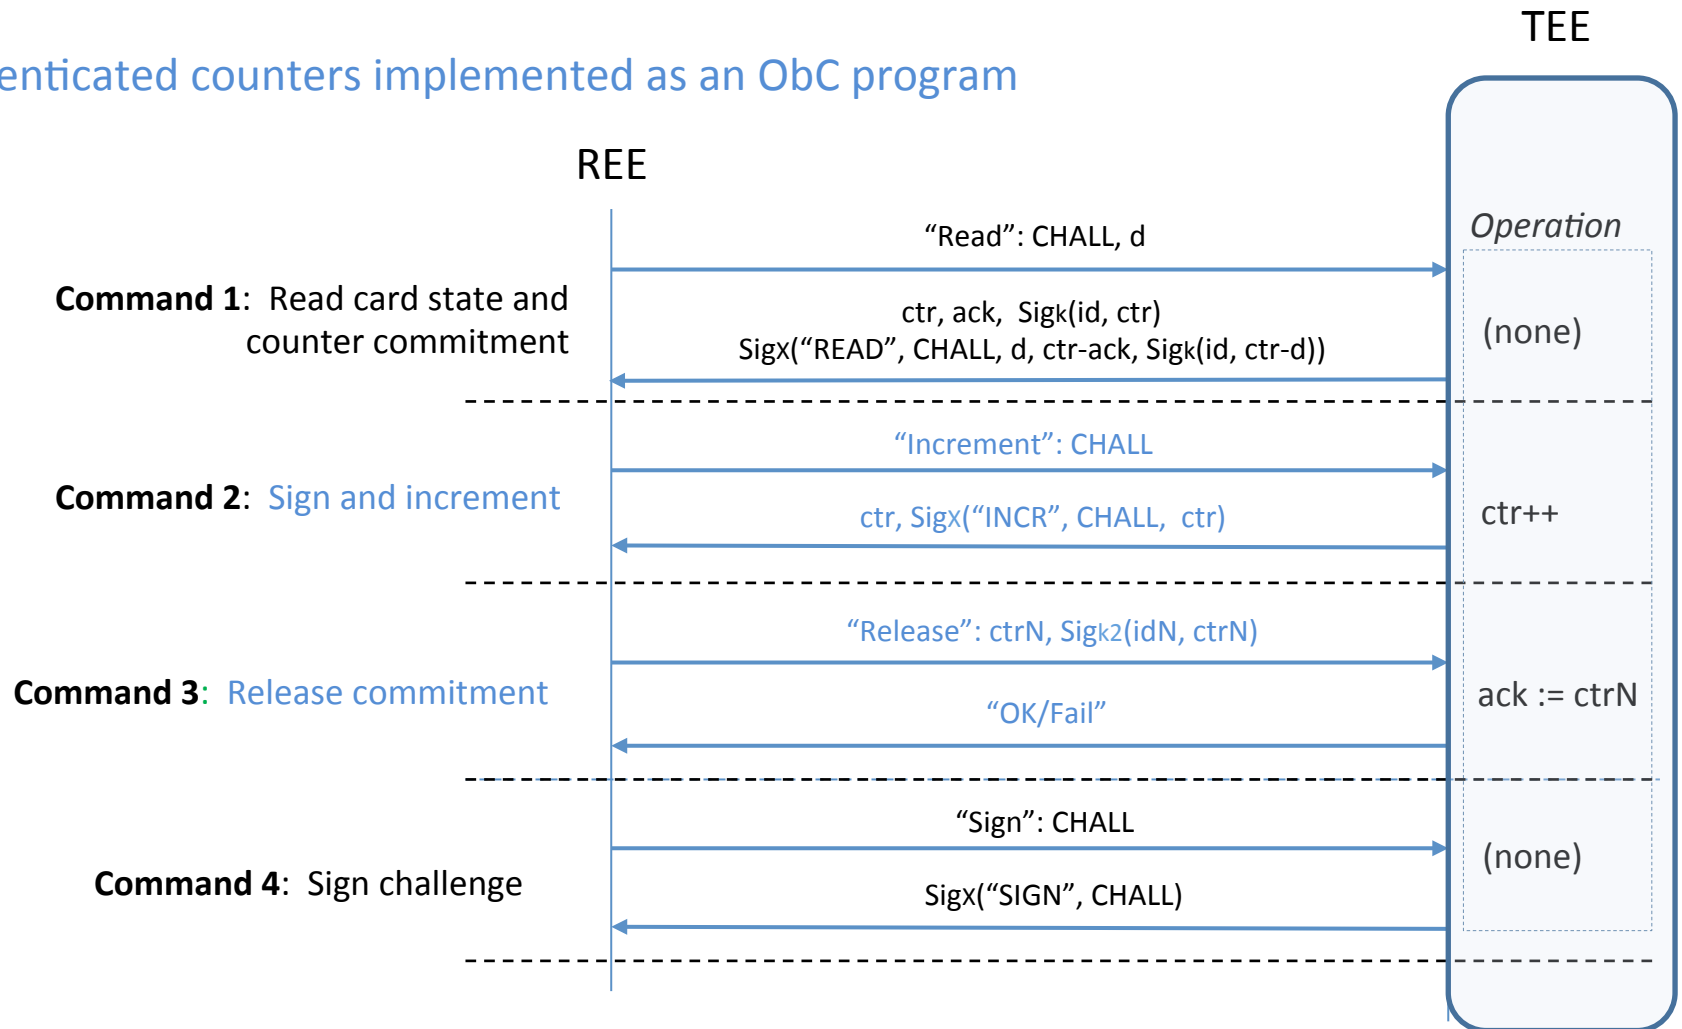 TEE
enticated counters implemented as an ObC program
REE
Operation
“Read”: CHALL, d
Command 1:  Read card state and
counter commitment
ctr, ack,  Sigk(id, ctr)
SigX(“READ”, CHALL, d, ctr-ack, Sigk(id, ctr-d))
(none)
“Increment”: CHALL
Command 2:  Sign and increment
ctr, SigX(“INCR”, CHALL,  ctr)
ctr++
“Release”: ctrN, Sigk2(idN, ctrN)
Command 3:  Release commitment
“OK/Fail”
ack := ctrN
“Sign”: CHALL
Command 4:  Sign challenge
SigX(“SIGN”, CHALL)
(none)